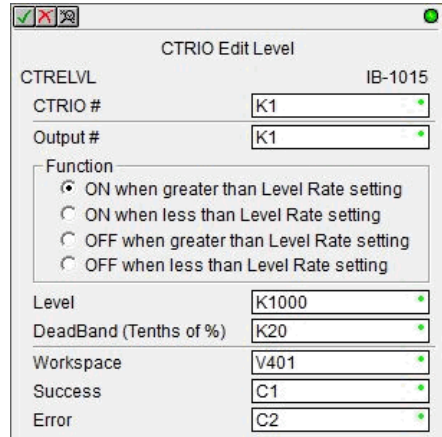 CTRIO Edit Level
CTRELVL IB-1015
CTRIO # K1
Output # K1
Function
ON when greater than Level Rate setting
ON when less than Level Rate setting
OFF when greater than Level Rate setting
OFF when less than Level Rate setting
Level K1000
DeadBand (Tenths of %) K20
Workspace V401
Success C1
Error C2